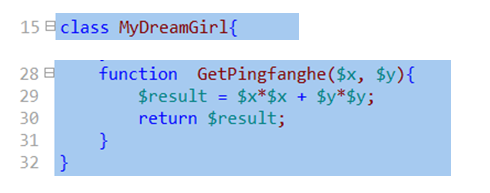 15 class MyDreamGirl{
28 function GetPingfanghe($x, $y){
29 $result = $x*$x + $y*$y;
30 return $result;
31 }
32 }